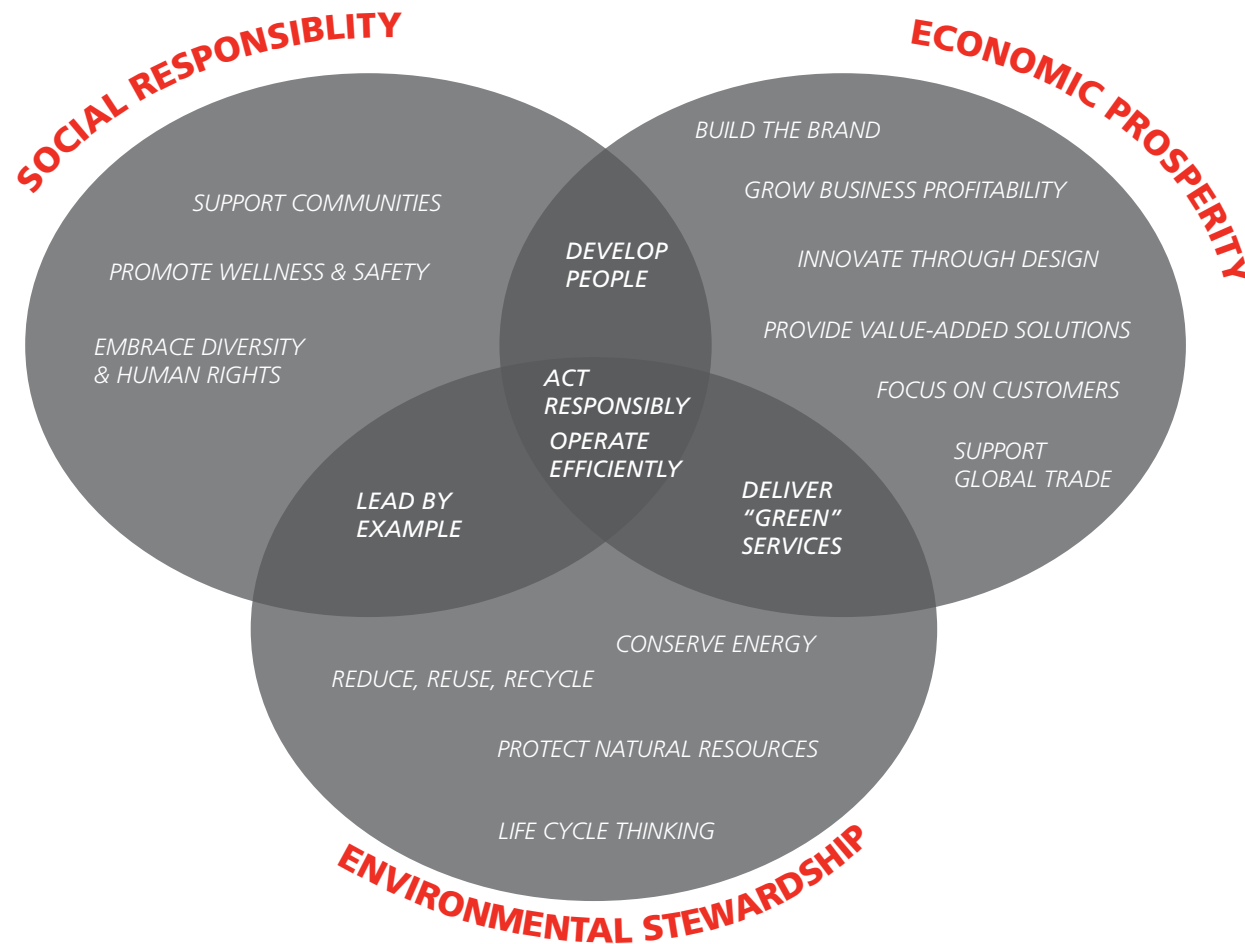 SOCIAL RESPONSIBLITY
ECONOMIC PROSPERITY
BUILD THE BRAND
SUPPORT COMMUNITIES
GROW BUSINESS PROFITABILITY
DEVELOP
PEOPLE
INNOVATE THROUGH DESIGN
PROMOTE WELLNESS & SAFETY
PROVIDE VALUE-ADDED SOLUTIONS
EMBRACE DIVERSITY
& HUMAN RIGHTS
ACT
RESPONSIBLY
FOCUS ON CUSTOMERS
OPERATE
EFFICIENTLY
SUPPORT
GLOBAL TRADE
LEAD BY
EXAMPLE
DELIVER
“GREEN”
SERVICES
CONSERVE ENERGY
REDUCE, REUSE, RECYCLE
PROTECT NATURAL RESOURCES
LIFE CYCLE THINKING
ENVIRONMENTAL STEWARDSHIP